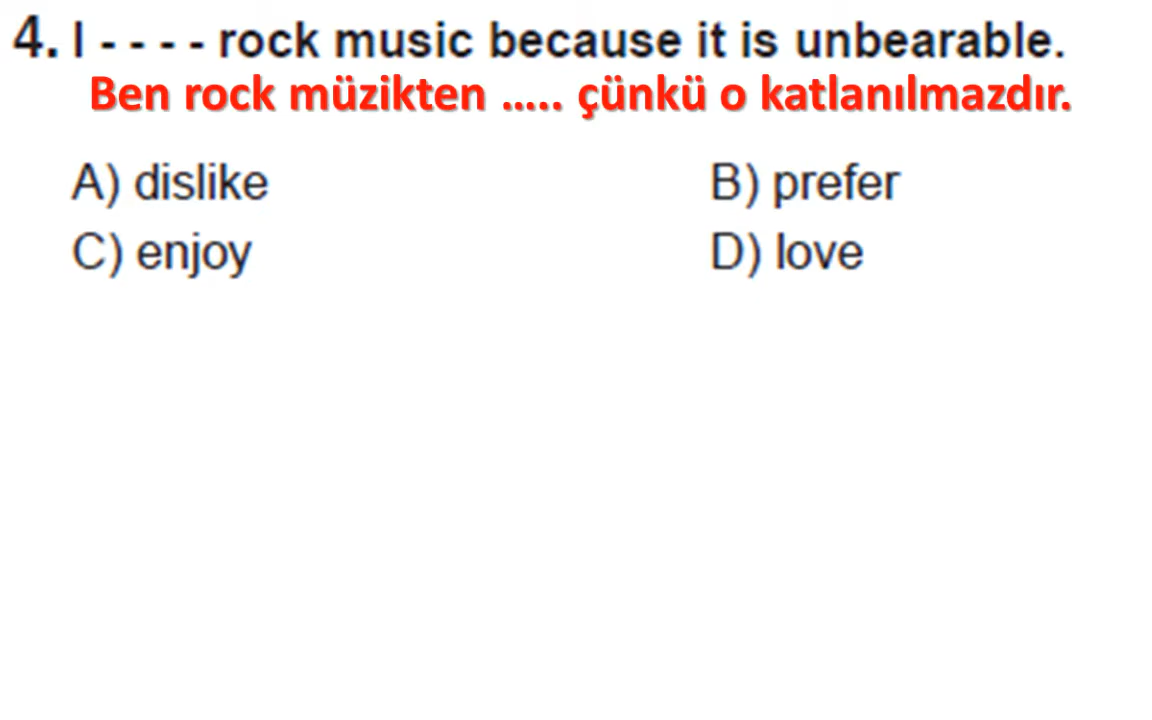 4. I - - - - rock music because it is unbearable.
Ben rock müzikten ..... çünkü o katlanılmazdır.
A) dislike B) prefer
C) enjoy D) love